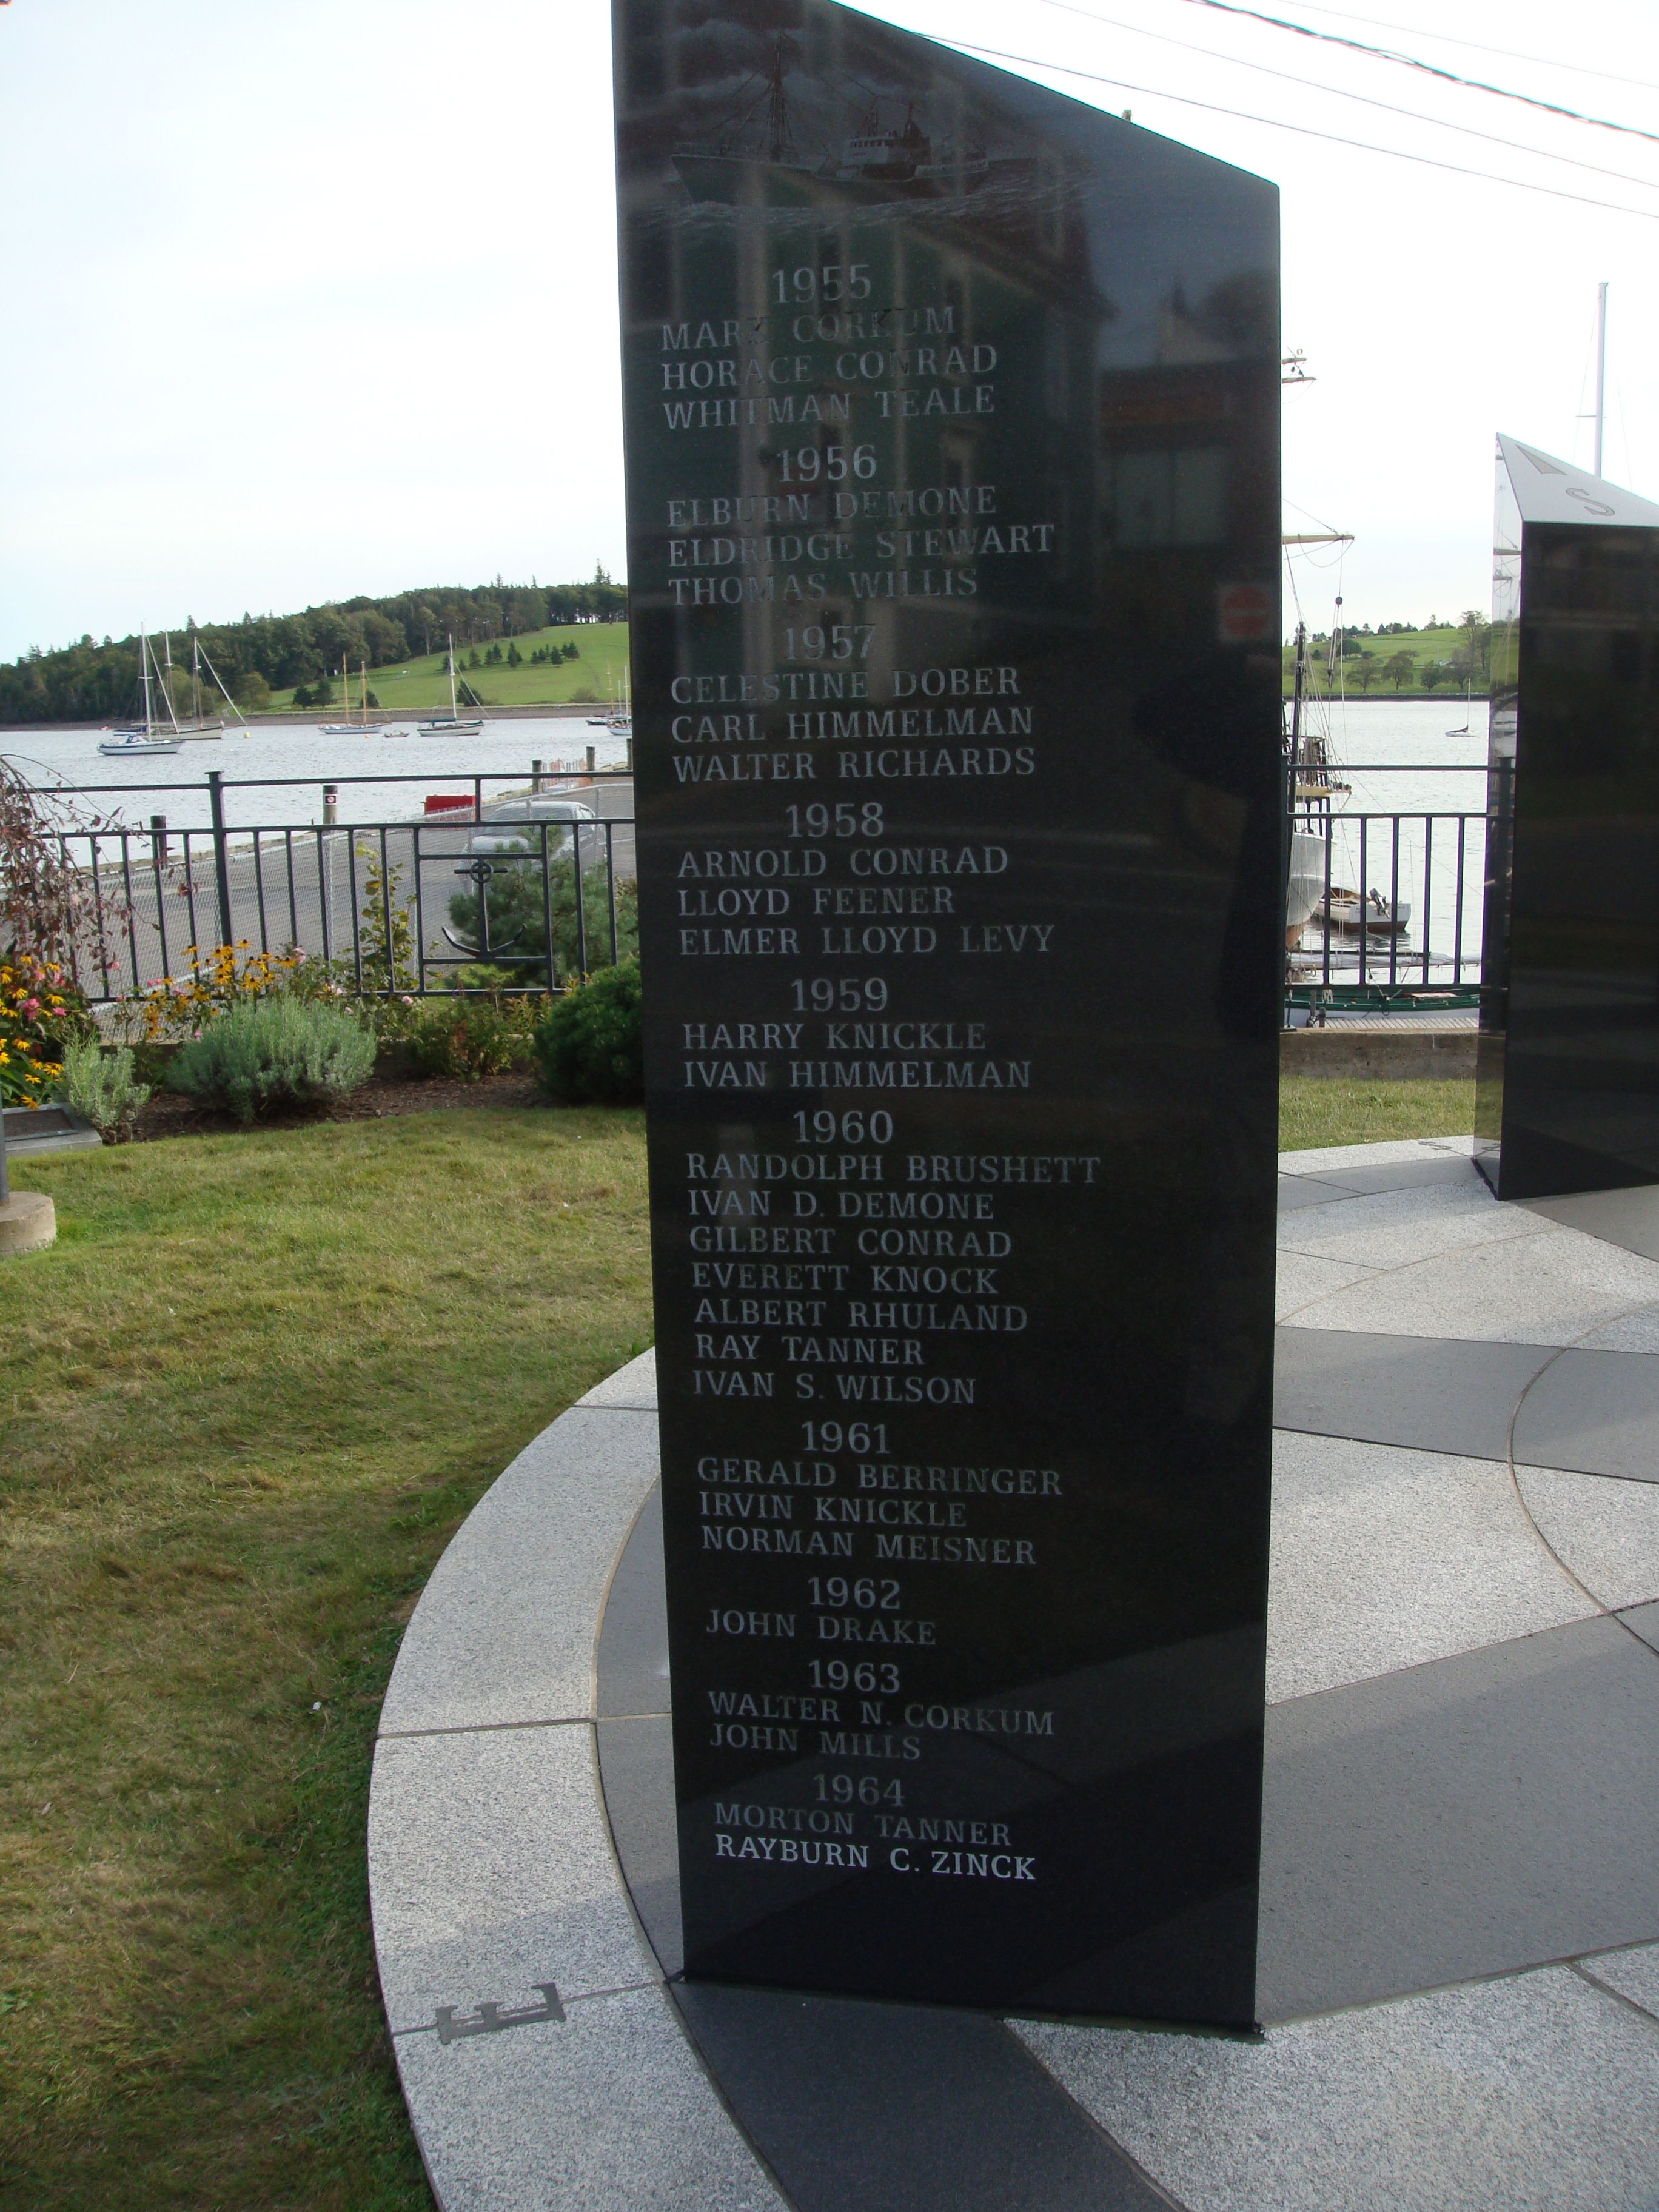 1955
MARK CORKUM
HORACE CONRAD
WHITMAN TEALE
1956
ELBURN DEMONE
ELDRIDGE STEWART
THOMAS WILLIS
1957
CELESTINE DOBER
CARL HIMMELMAN
WALTER RICHARDS
1958
ARNOLD CONRAD
LLOYD FEENER
ELMER LLOYD LEVY
1959
HARRY KNICKLE
IVAN HIMMELMAN
1960
RANDOLPH BRUSHETT
IVAN D. DEMONE
GILBERT CONRAD
EVERETT KNOCK
ALBERT RHULAND
RAY TANNER
IVAN S. WILSON
1961
GERALD BERRINGER
IRVIN KNICKLE
NORMAN MEISNER
1962
JOHN DRAKE
1963
WALTER N. CORKUM
JOHN MILLS
1964
MORTON TANNER
RAYBURN C. ZINCK
E
S